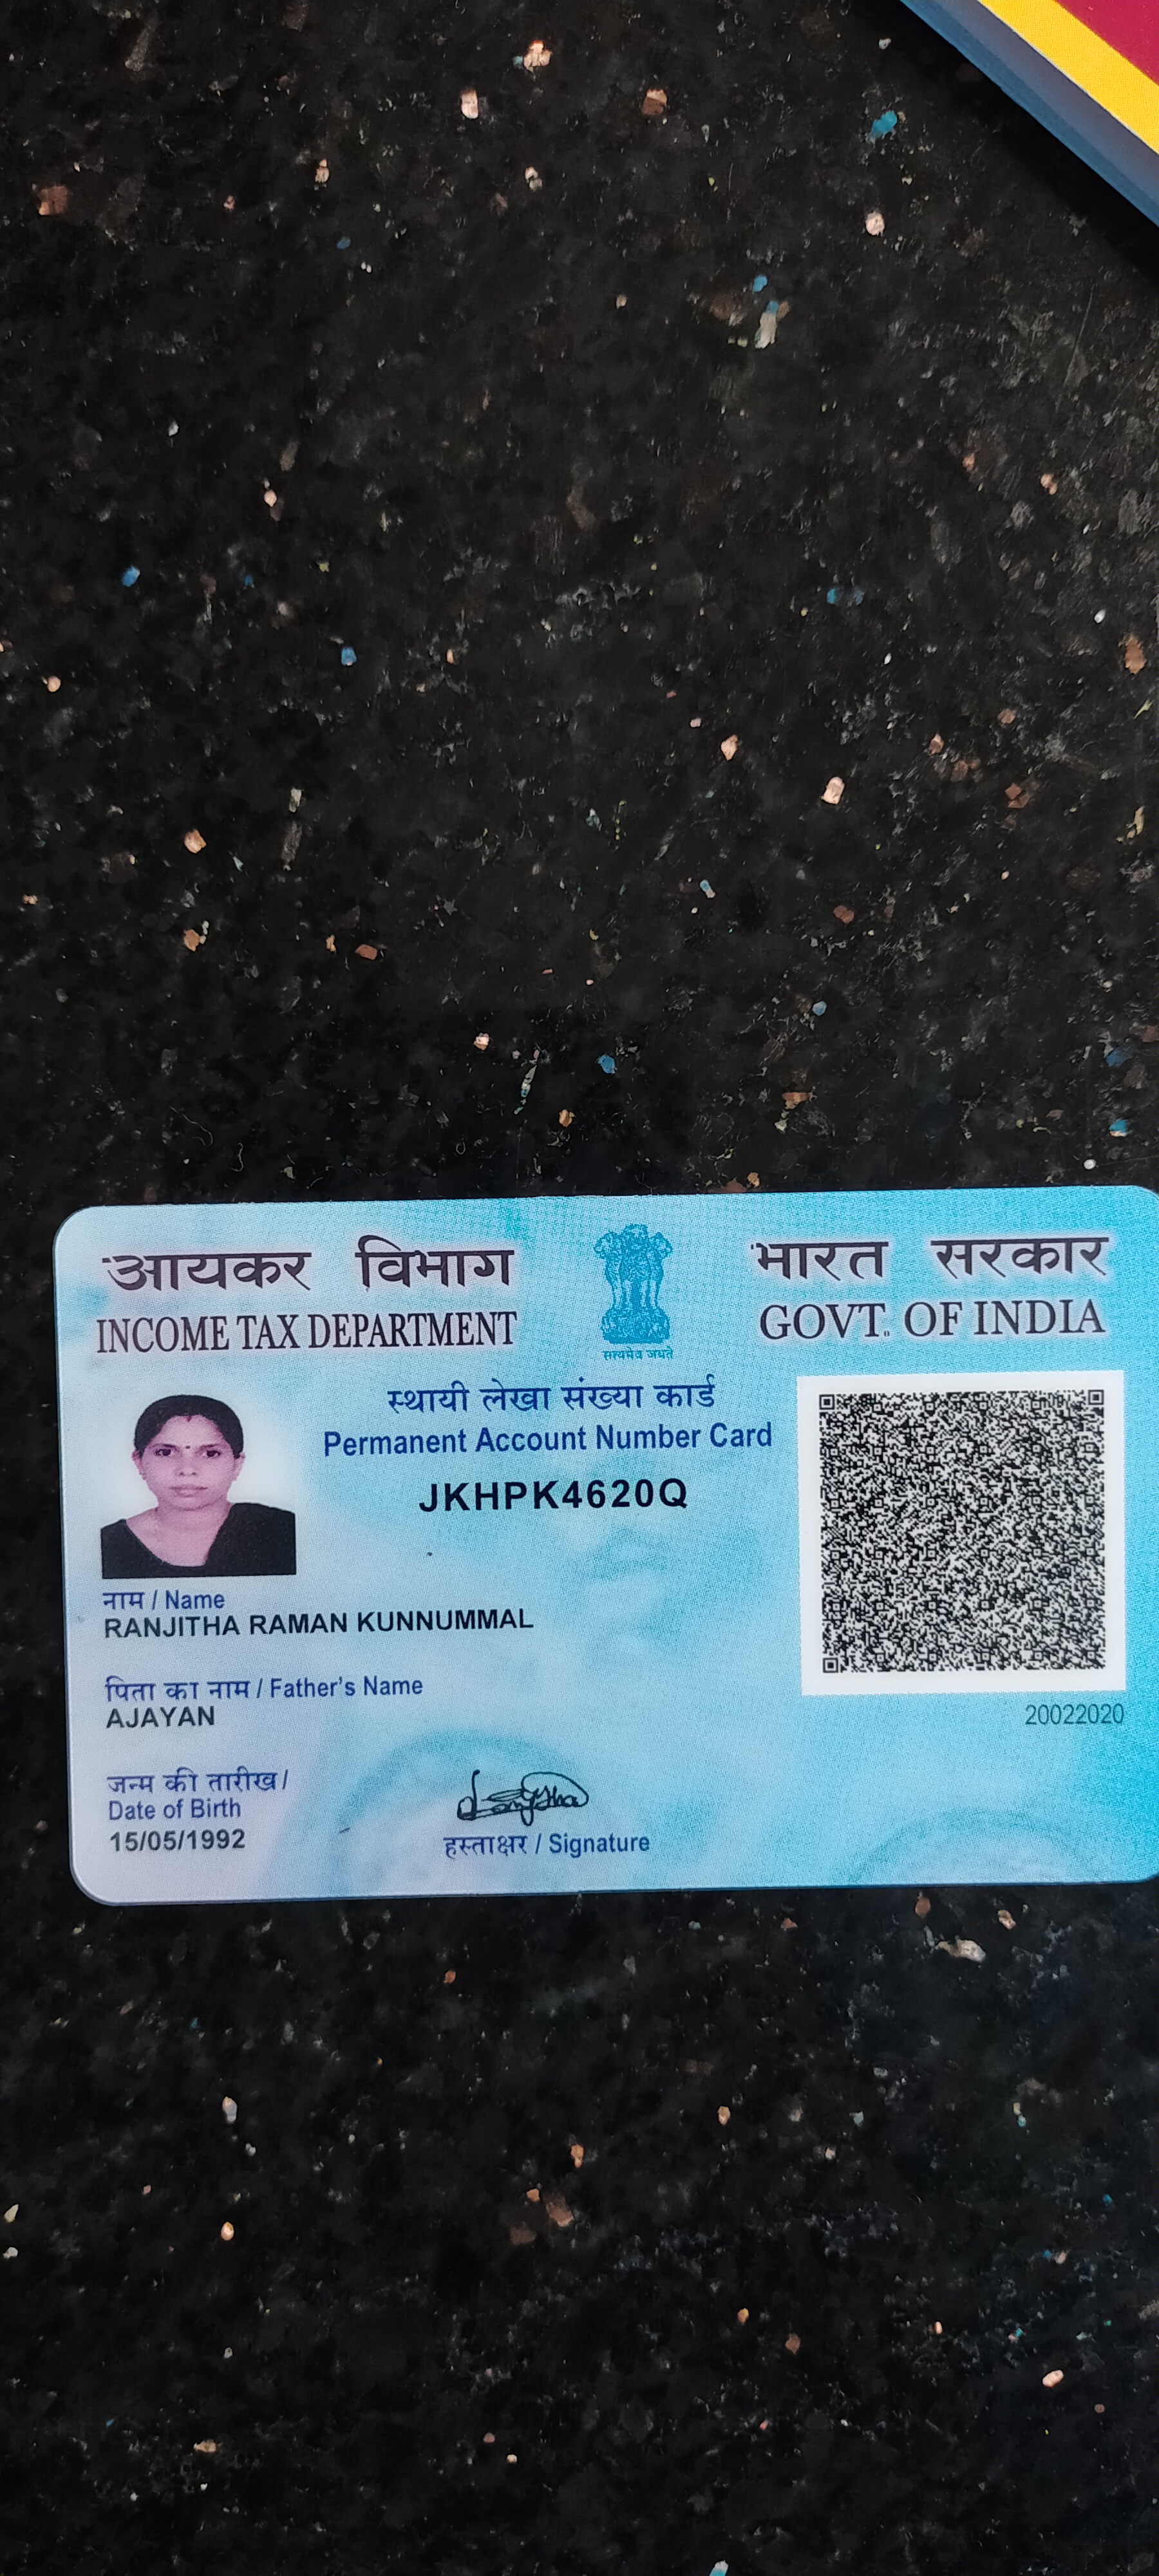 आयकर विभाग
INCOME TAX DEPARTMENT
सत्यमेव जयते
भारत सरकार
GOVT. OF INDIA
स्थायी लेखा संख्या कार्ड
Permanent Account Number Card
JKHPK4620Q
नाम / Name
RANJITHA RAMAN KUNNUMMAL
पिता का नाम / Father's Name
AJAYAN
20022020
जन्म की तारीख /
Date of Birth
15/05/1992
हस्ताक्षर / Signature